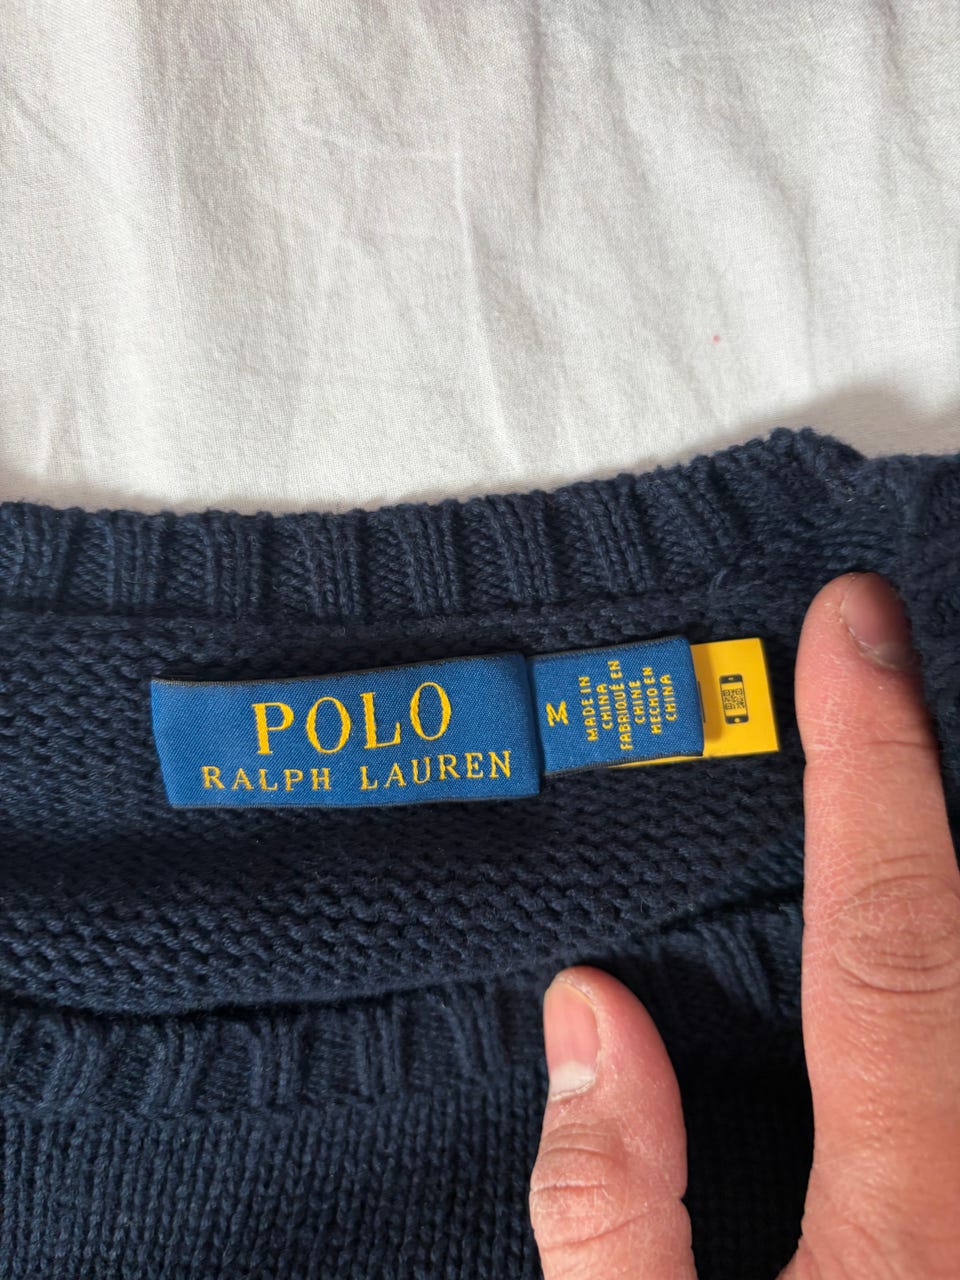 POLO
RALPH LAUREN
M
MADE IN
CHINA
FABRIQUÉ EN
CHINE
HECHO EN
CHINA